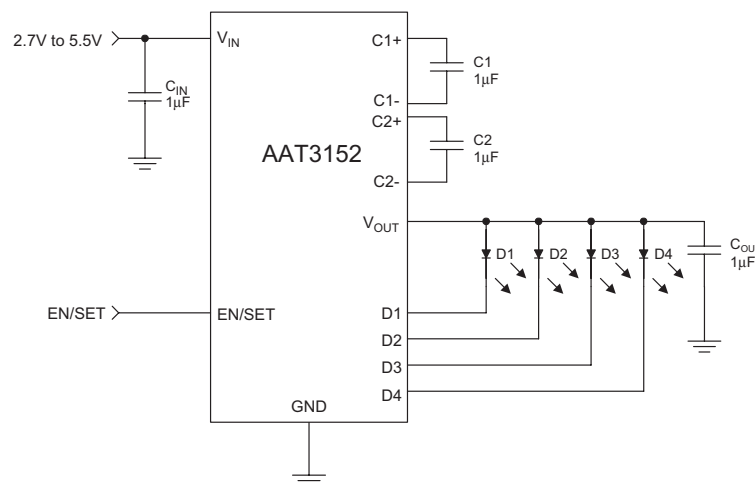 2.7V to 5.5V
V_IN
C_IN
1µF
C1+
C1
1µF
C1-
C2+
C2
1µF
C2-
AAT3152
V_OUT
D1
D2
D3
D4
C_OU
1µF
EN/SET
EN/SET
D1
D2
D3
D4
GND